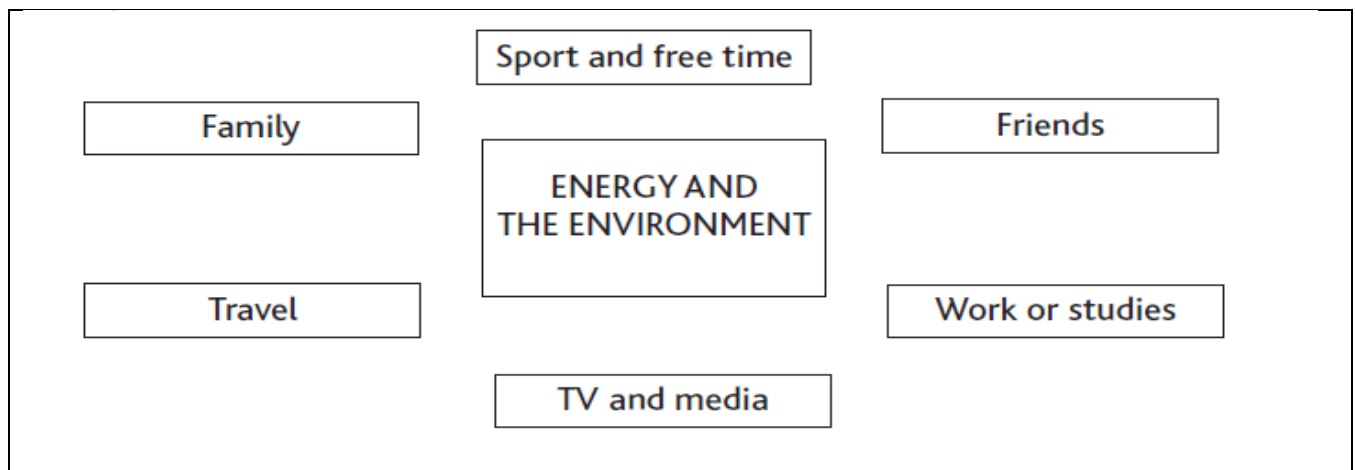 Sport and free time
Family
Friends
ENERGY AND
THE ENVIRONMENT
Travel
Work or studies
TV and media